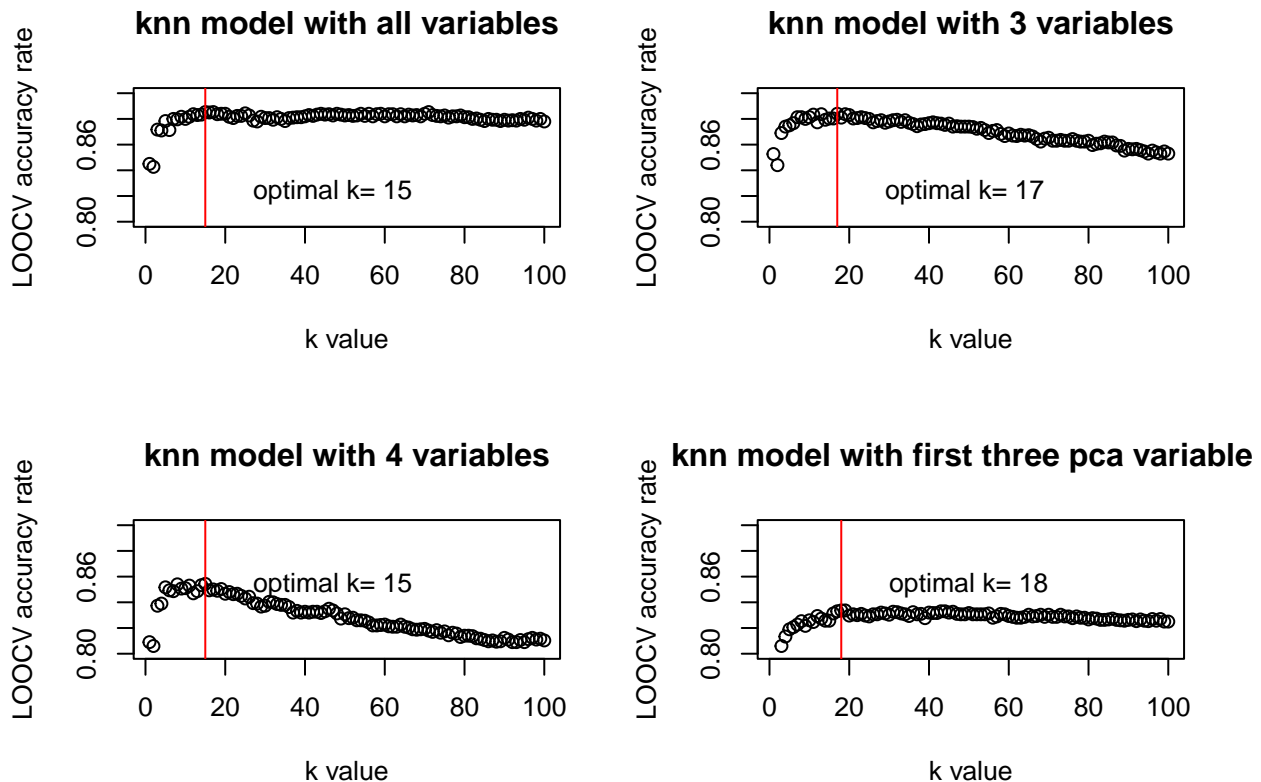 knn model with all variables
LOOCV accuracy rate
0.86
0.80
optimal k= 15
0 20 40 60 80 100
k value
knn model with 3 variables
LOOCV accuracy rate
0.86
0.80
optimal k= 17
0 20 40 60 80 100
k value
knn model with 4 variables
LOOCV accuracy rate
0.86
0.80
optimal k= 15
0 20 40 60 80 100
k value
knn model with first three pca variable
LOOCV accuracy rate
0.86
0.80
optimal k= 18
0 20 40 60 80 100
k value